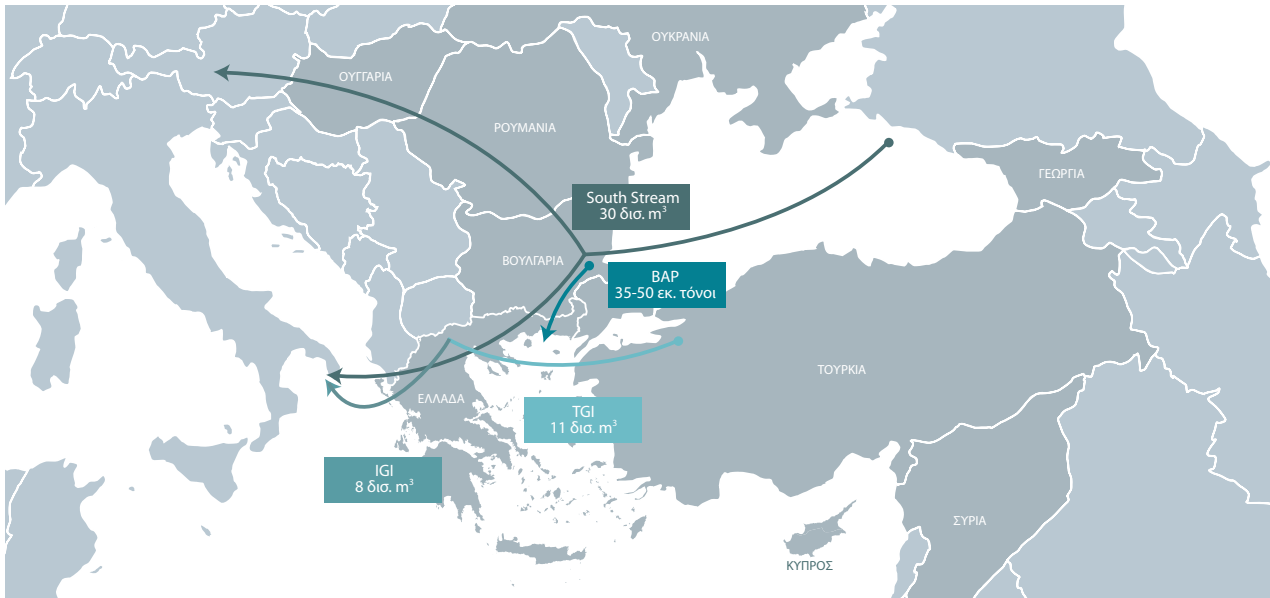 ΟΥΚΡΑΝΙΑ
ΟΥΓΓΑΡΙΑ
ΡΟΥΜΑΝΙΑ
ΓΕΩΡΓΙΑ
South Stream
30 δισ. m³
ΒΟΥΛΓΑΡΙΑ
BAP
35-50 εκ. τόνοι
ΤΟΥΡΚΙΑ
ΕΛΛΑΔΑ
TGI
11 δισ. m³
IGI
8 δισ. m³
ΣΥΡΙΑ
ΚΥΠΡΟΣ